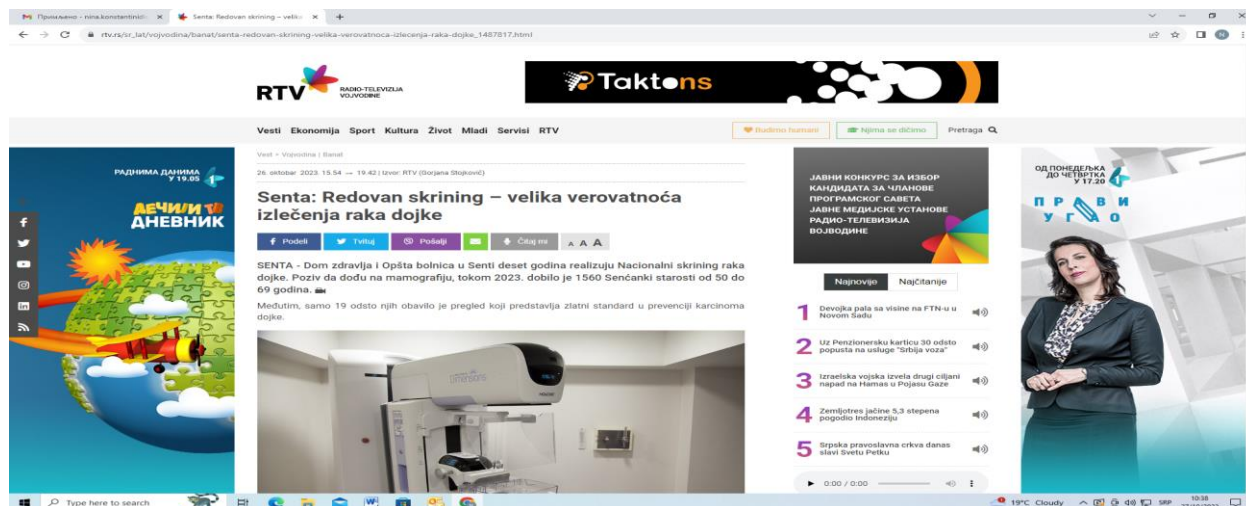 Примљено - nina.konstentinidi
Senta: Redovan skrining – velika
rtv.rs/sr_lat/vojvodina/banat/senta-redovan-skrining-velika-verovatnoca-izlecenja-raka-dojke_1487817.html
RTV
RADIO-TELEVIZIJA
VOJVODINE
Taktons
Vesti Ekonomija Sport Kultura Život Mladi Servisi RTV
Budimo humani
Njima se dičimo
Pretraga
Vest > Vojvodina | Banat
26. oktobar 2023. 15.54 → 19.42 | Izvor: RTV (Gorjana Stojković)
Senta: Redovan skrining – velika verovatnoća
izlečenja raka dojke
Podeli
Tvituj
Pošalji
Čitaj mi
A A A
SENTA - Dom zdravlja i Opšta bolnica u Senti deset godina realizuju Nacionalni skrining raka
dojke. Poziv da dođu na mamografiju, tokom 2023. dobilo je 1560 Senćanki starosti od 50 do
69 godina.
Međutim, samo 19 odsto njih obavilo je pregled koji predstavlja zlatni standard u prevenciji karcinoma
dojke.
Dimensions
РАДНИМА ДАНИМА
У 19.05
ДЕЧИЈИ ТВ
ДНЕВНИК
ЈАВНИ КОНКУРС ЗА ИЗБОР
КАНДИДАТА ЗА ЧЛАНОВЕ
ПРОГРАМСКОГ САВЕТА
ЈАВНЕ МЕДИЈСКЕ УСТАНОВЕ
РАДИО-ТЕЛЕВИЗИЈА
ВОЈВОДИНЕ
Najnovije
Najčitanije
1 Devojka pala sa visine na FTN-u u
Novom Sadu
2 Uz Penzionersku karticu 30 odsto
popusta na usluge "Srbija voza"
3 Izraelska vojska izvela drugi ciljani
napad na Hamas u Pojasu Gaze
4 Zemljotres jačine 5,3 stepena
pogodio Indoneziju
5 Srpska pravoslavna crkva danas
slavi Svetu Petku
0:00 / 0:00
ОД ПОНЕДЕЉКА
ДО ЧЕТВРТКА
У 17.20
ПРАВИ
УГАО
Type here to search
19°C Cloudy
SRP
10:38